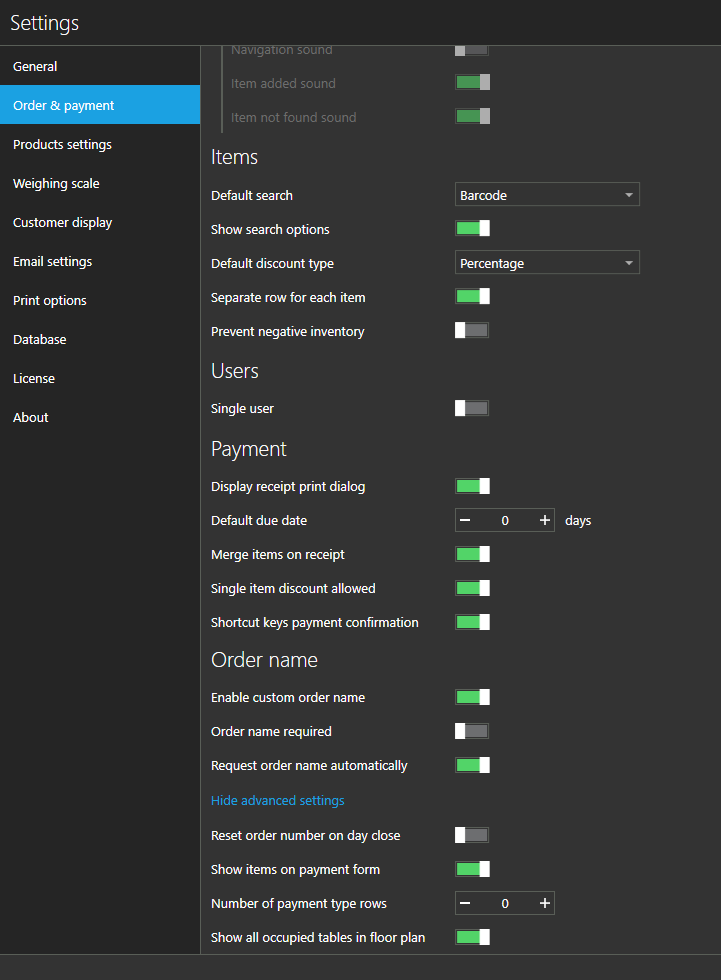 Settings
General
Order & payment
Products settings
Weighing scale
Customer display
Email settings
Print options
Database
License
About
Navigation sound
Item added sound
Item not found sound
Items
Default search Barcode
Show search options
Default discount type Percentage
Separate row for each item
Prevent negative inventory
Users
Single user
Payment
Display receipt print dialog
Default due date − 0 + days
Merge items on receipt
Single item discount allowed
Shortcut keys payment confirmation
Order name
Enable custom order name
Order name required
Request order name automatically
Hide advanced settings
Reset order number on day close
Show items on payment form
Number of payment type rows − 0 +
Show all occupied tables in floor plan